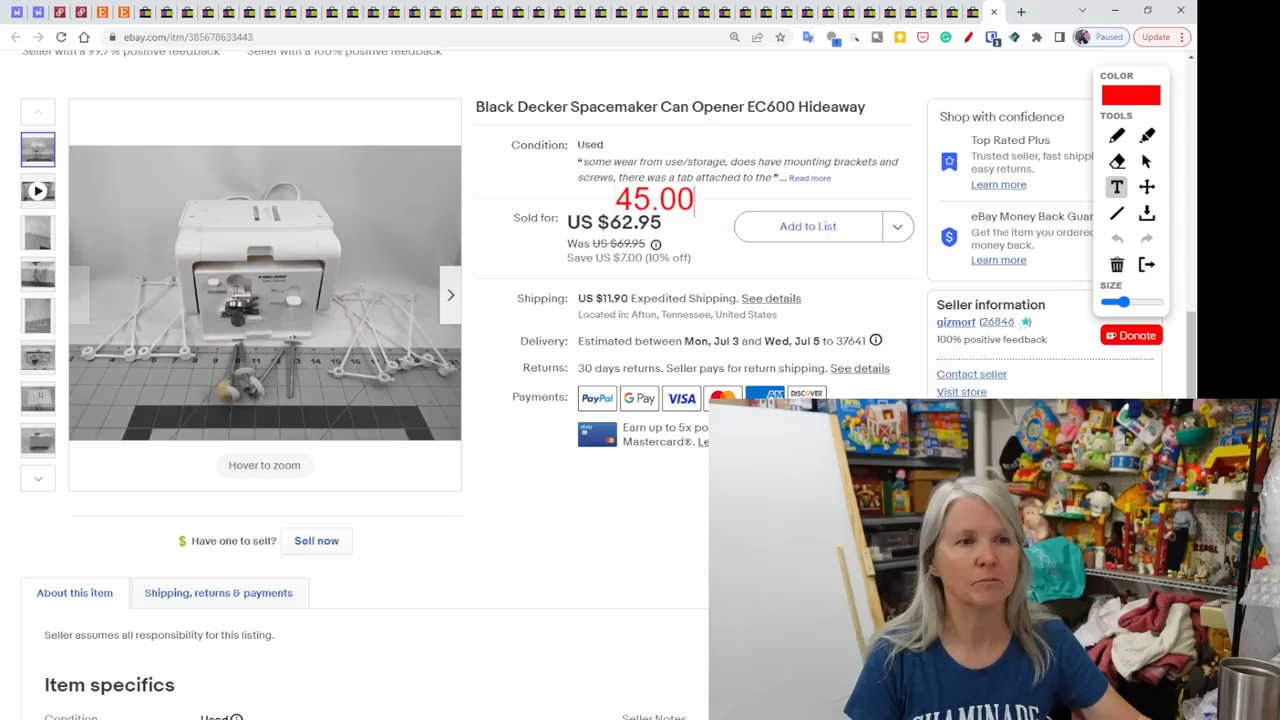 Paused
Update
ebay.com/itm/385678633443
Seller with a 99.7% positive feedback
Seller with a 100% positive feedback
Black Decker Spacemaker Can Opener EC600 Hideaway
Condition:
Used
“some wear from use/storage, does have mounting brackets and
screws, there was a tab attached to the ”... Read more
45.00
Sold for:
US $62.95
Was US $69.95
Save US $7.00 (10% off)
Add to List
Shipping:
US $11.90 Expedited Shipping. See details
Located in: Afton, Tennessee, United States
Delivery:
Estimated between Mon, Jul 3 and Wed, Jul 5 to 37641
Returns:
30 days returns. Seller pays for return shipping. See details
Payments:
PayPal
G Pay
VISA
AM
DISCOVER
Earn up to 5x po
Mastercard®. Le
Hover to zoom
Have one to sell?
Sell now
About this item
Shipping, returns & payments
Seller assumes all responsibility for this listing.
Item specifics
Condition
Used
Seller Notes
Shop with confidence
Top Rated Plus
Trusted seller, fast shippi
easy returns.
Learn more
eBay Money Back Gua
Get the item you ordere
money back.
Learn more
Seller information
gizmorf (26846
100% positive feedback
Contact seller
Visit store
COLOR
TOOLS
T
SIZE
Donate
CHAMINADE